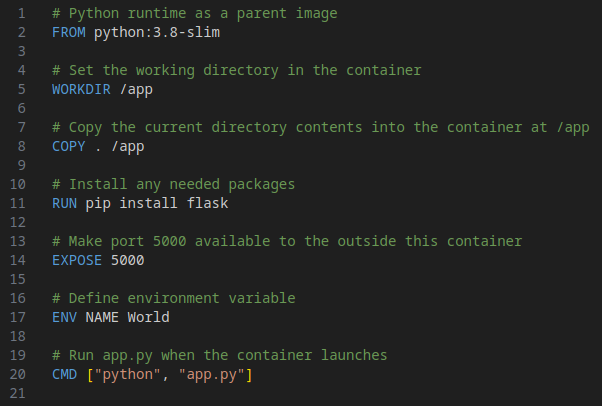 1 # Python runtime as a parent image
2 FROM python:3.8-slim
3
4 # Set the working directory in the container
5 WORKDIR /app
6
7 # Copy the current directory contents into the container at /app
8 COPY . /app
9
10 # Install any needed packages
11 RUN pip install flask
12
13 # Make port 5000 available to the outside this container
14 EXPOSE 5000
15
16 # Define environment variable
17 ENV NAME World
18
19 # Run app.py when the container launches
20 CMD ["python", "app.py"]
21